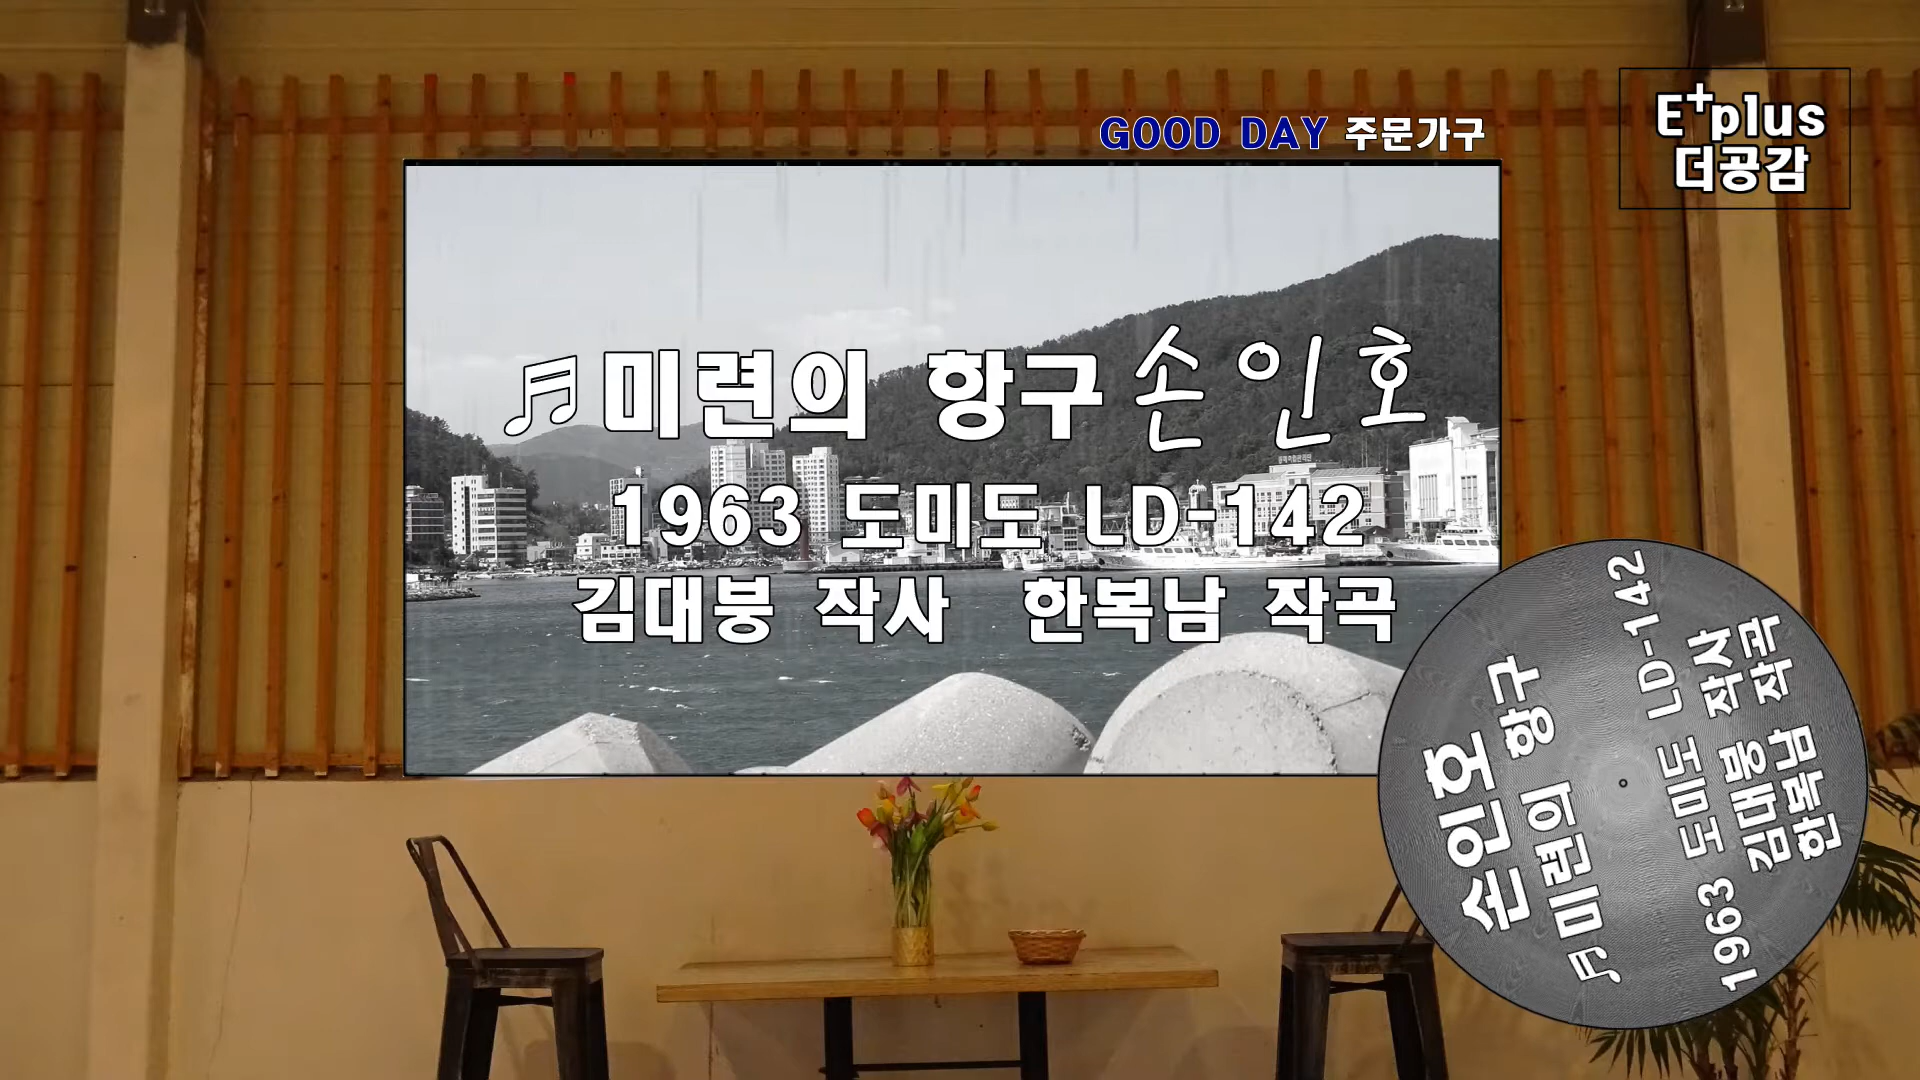 GOOD DAY 주문가구
E+plus
더공감
♬미련의 항구 손인호
1963 도미도 LD-142
김대붕 작사 한복남 작곡
손인호
♬미련의 항구
1963 도미도 LD-142
김대붕 작사
한복남 작곡